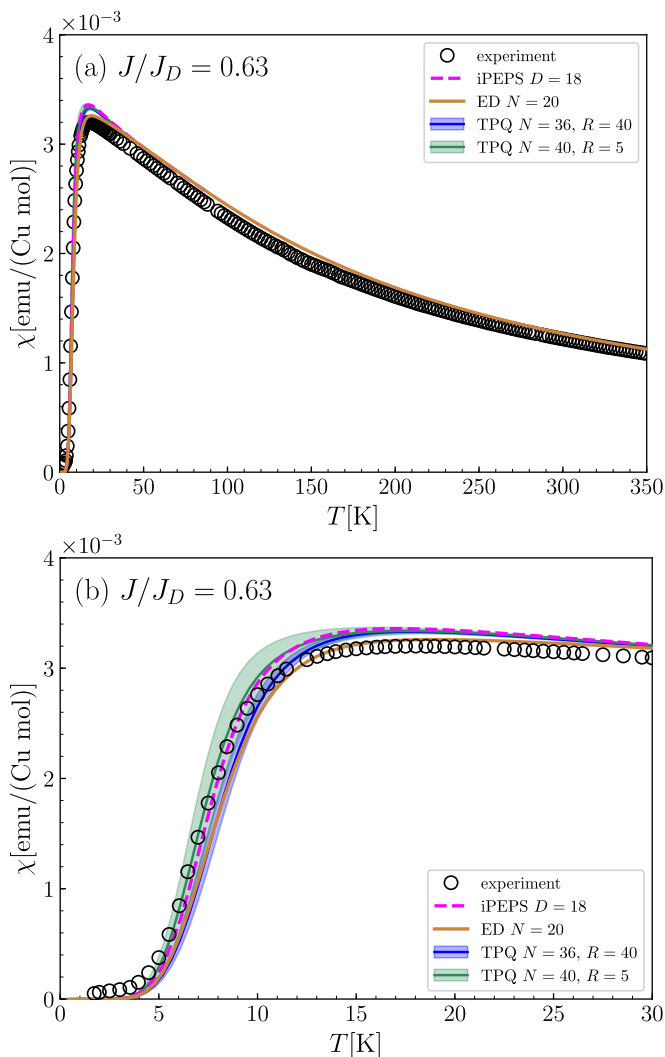 ×10⁻³
(a) J/J_D = 0.63
experiment
iPEPS D = 18
ED N = 20
TPQ N = 36, R = 40
TPQ N = 40, R = 5
χ[emu/(Cu mol)]
4
3
2
1
0
0 50 100 150 200 250 300 350
T[K]
×10⁻³
(b) J/J_D = 0.63
χ[emu/(Cu mol)]
4
3
2
1
0
experiment
iPEPS D = 18
ED N = 20
TPQ N = 36, R = 40
TPQ N = 40, R = 5
0 5 10 15 20 25 30
T[K]